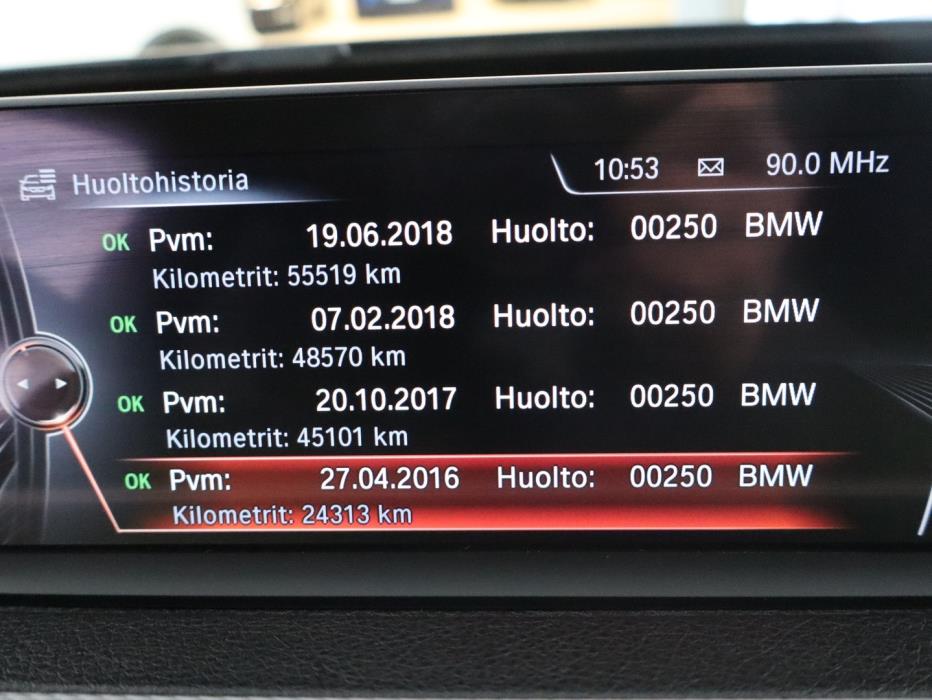 Huoltohistoria
10:53 90.0 MHz
OK Pvm: 19.06.2018 Huolto: 00250 BMW
Kilometrit: 55519 km
OK Pvm: 07.02.2018 Huolto: 00250 BMW
Kilometrit: 48570 km
OK Pvm: 20.10.2017 Huolto: 00250 BMW
Kilometrit: 45101 km
OK Pvm: 27.04.2016 Huolto: 00250 BMW
Kilometrit: 24313 km